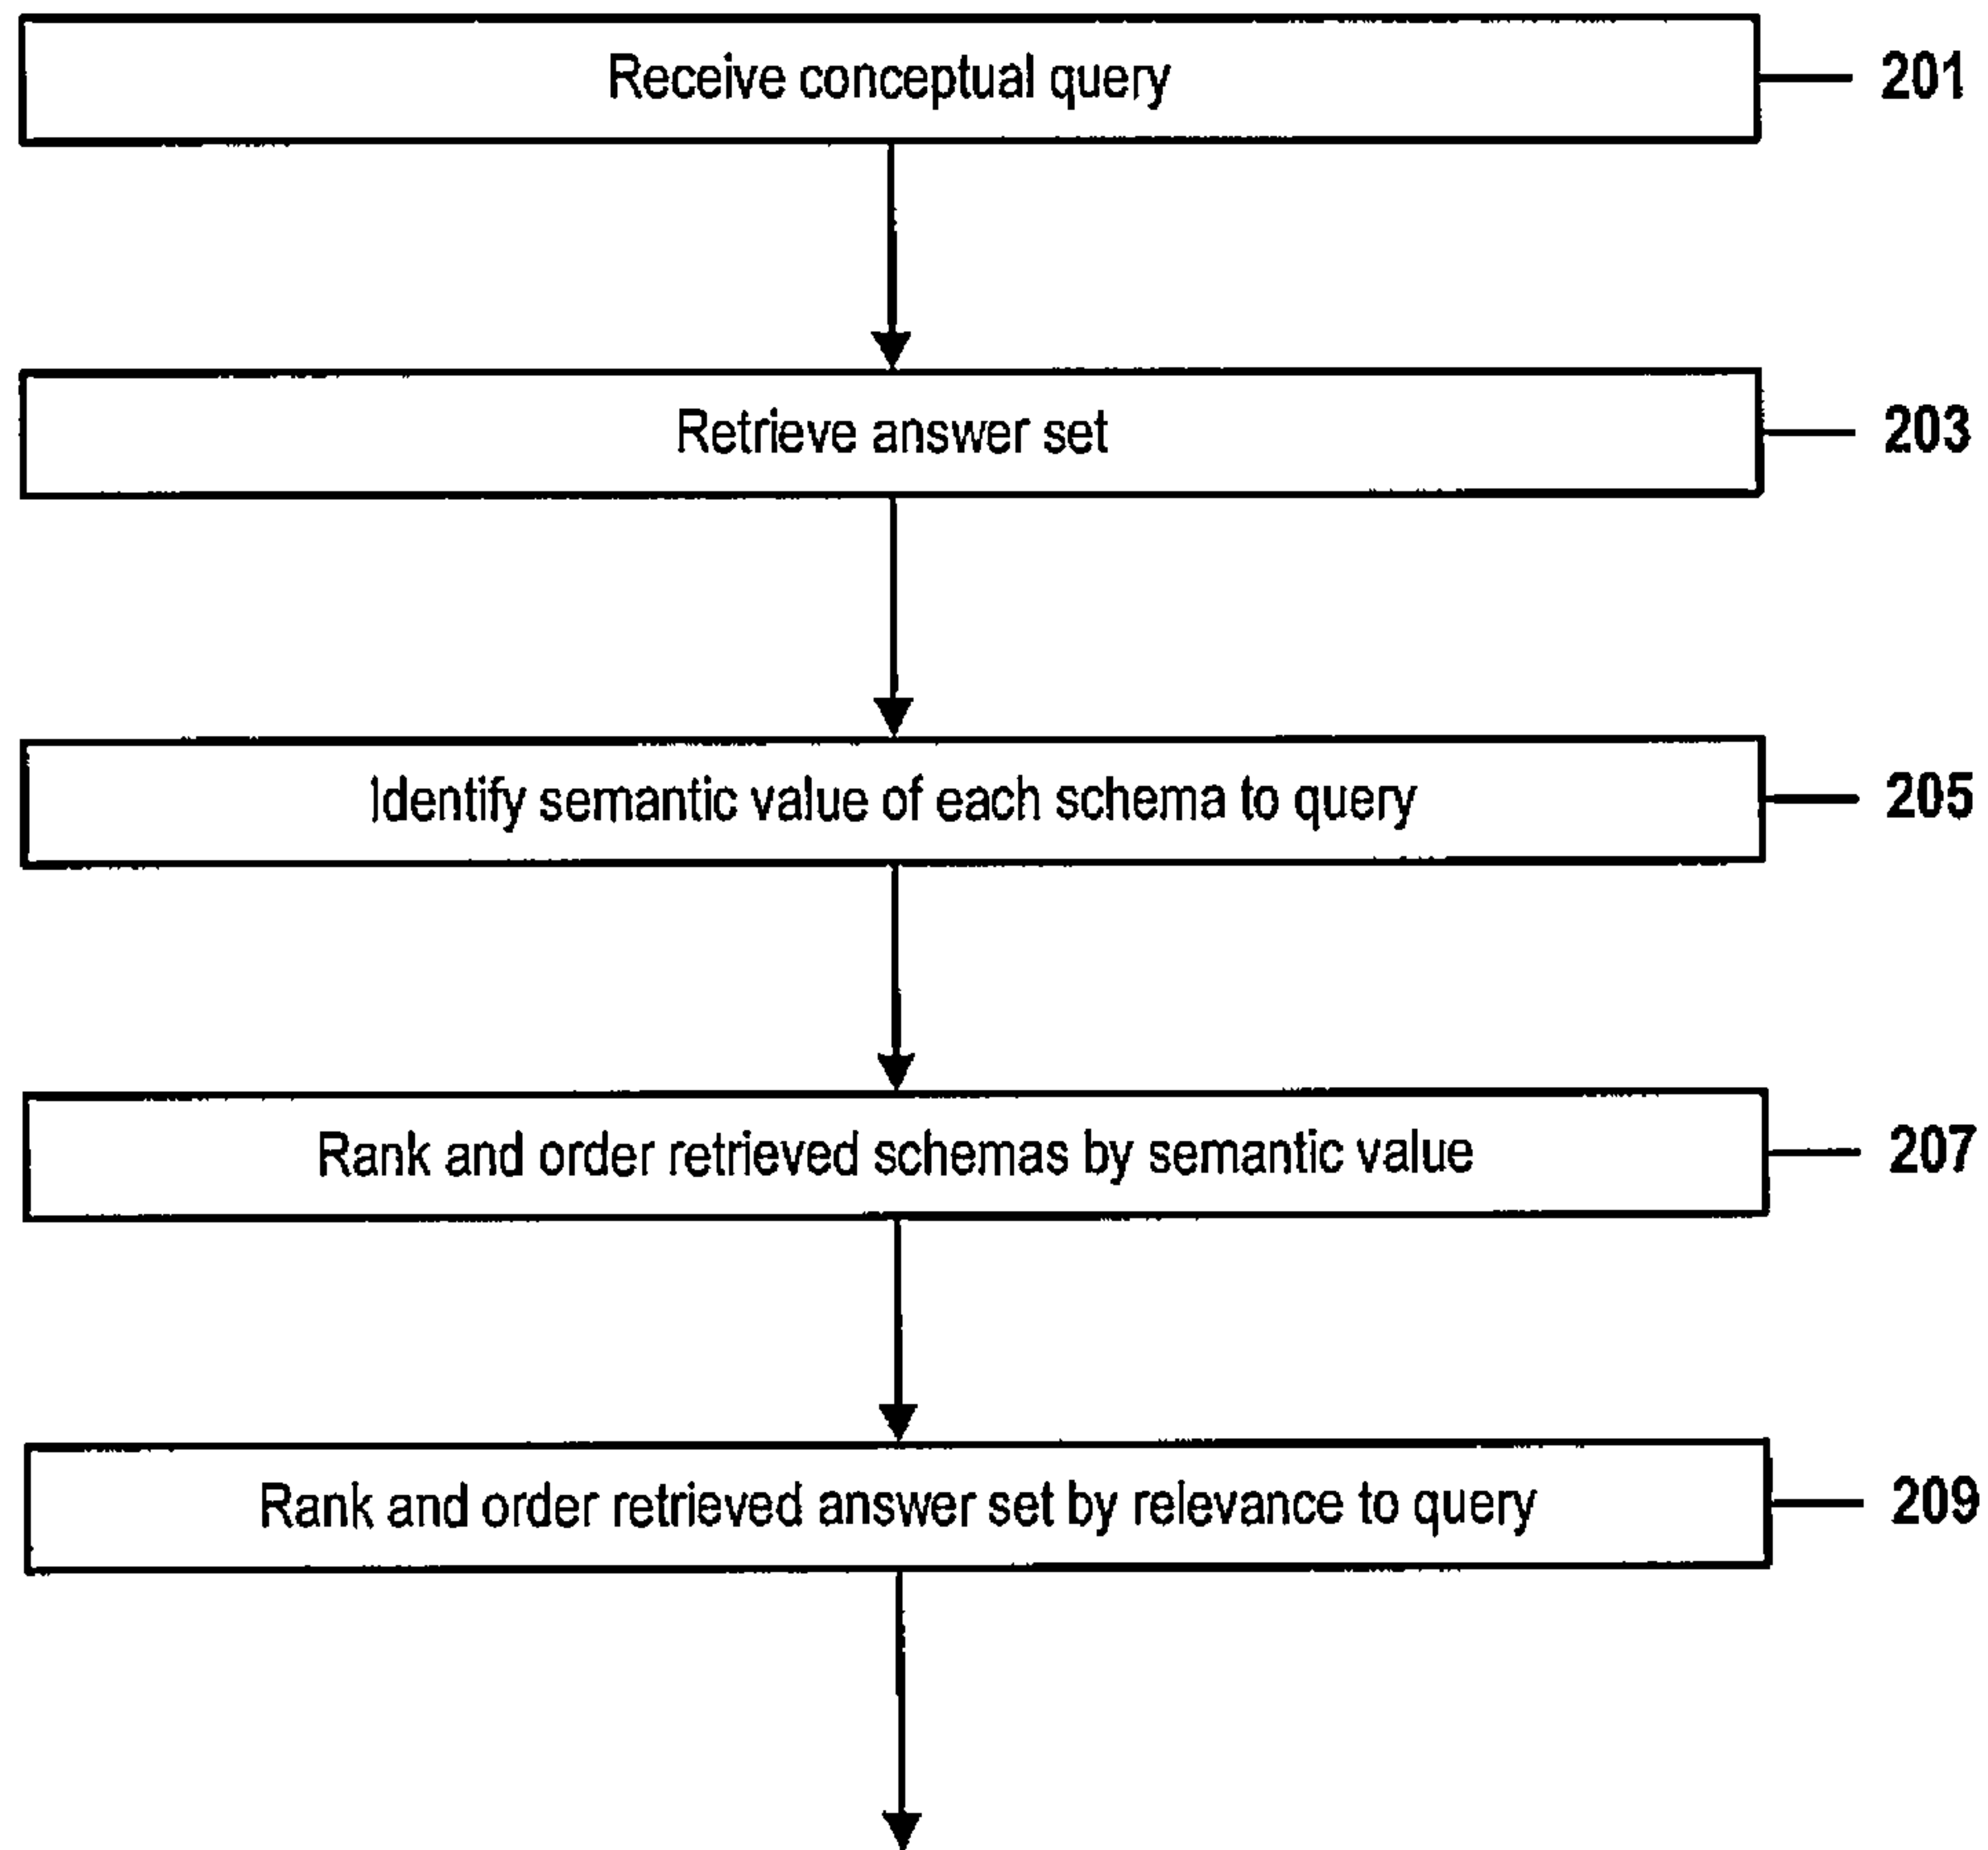 Receive conceptual query 201
Retrieve answer set 203
Identify semantic value of each schema to query 205
Rank and order retrieved schemas by semantic value 207
Rank and order retrieved answer set by relevance to query 209